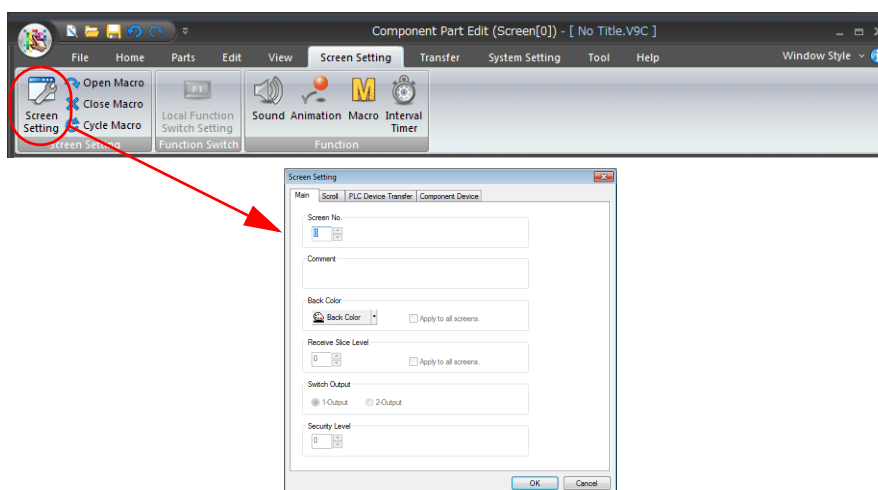 Component Part Edit (Screen[0]) - [ No Title.V9C ]
File Home Parts Edit View Screen Setting Transfer System Setting Tool Help Window Style
Screen Setting
Open Macro
Close Macro
Cycle Macro
Screen Setting
F1
Local Function Switch Setting
Function Switch
Sound Animation Macro Interval Timer
Function
Screen Setting
Main Scroll PLC Device Transfer Component Device
Screen No.
0
Comment
Back Color
Back Color Apply to all screens.
Receive Slice Level
0 Apply to all screens.
Switch Output
1-Output 2-Output
Security Level
0
OK Cancel